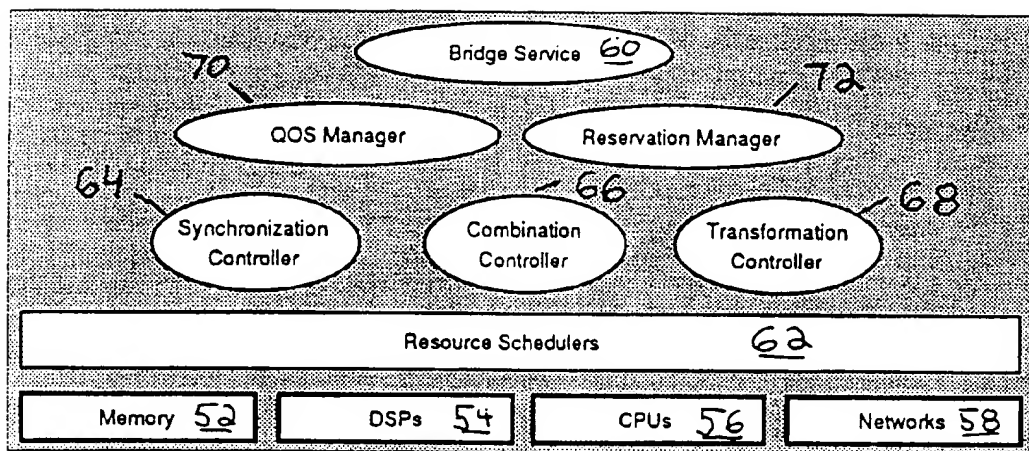 Bridge Service 60
70
72
QOS Manager
Reservation Manager
64
66
68
Synchronization
Controller
Combination
Controller
Transformation
Controller
Resource Schedulers 62
Memory 52
DSPs 54
CPUs 56
Networks 58